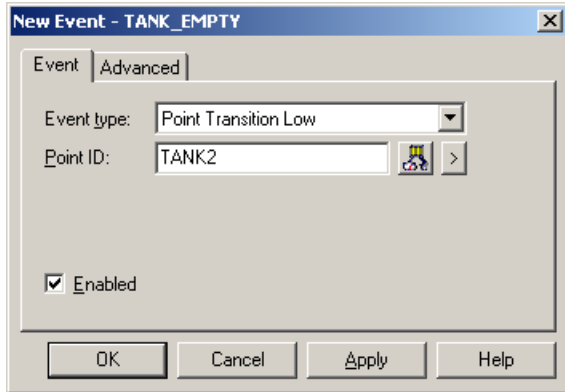 New Event - TANK_EMPTY
Event Advanced
Event type: Point Transition Low
Point ID: TANK2 >
Enabled
OK Cancel Apply Help